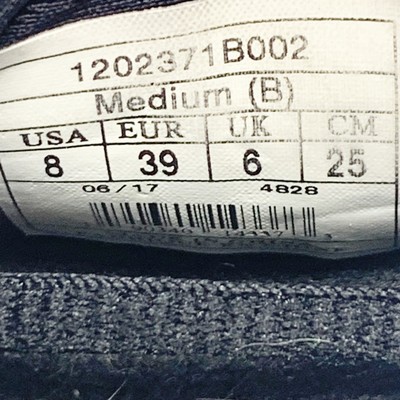 1202371B002
Medium (B)
USA EUR UK CM
8 39 6 25
06/17 4828